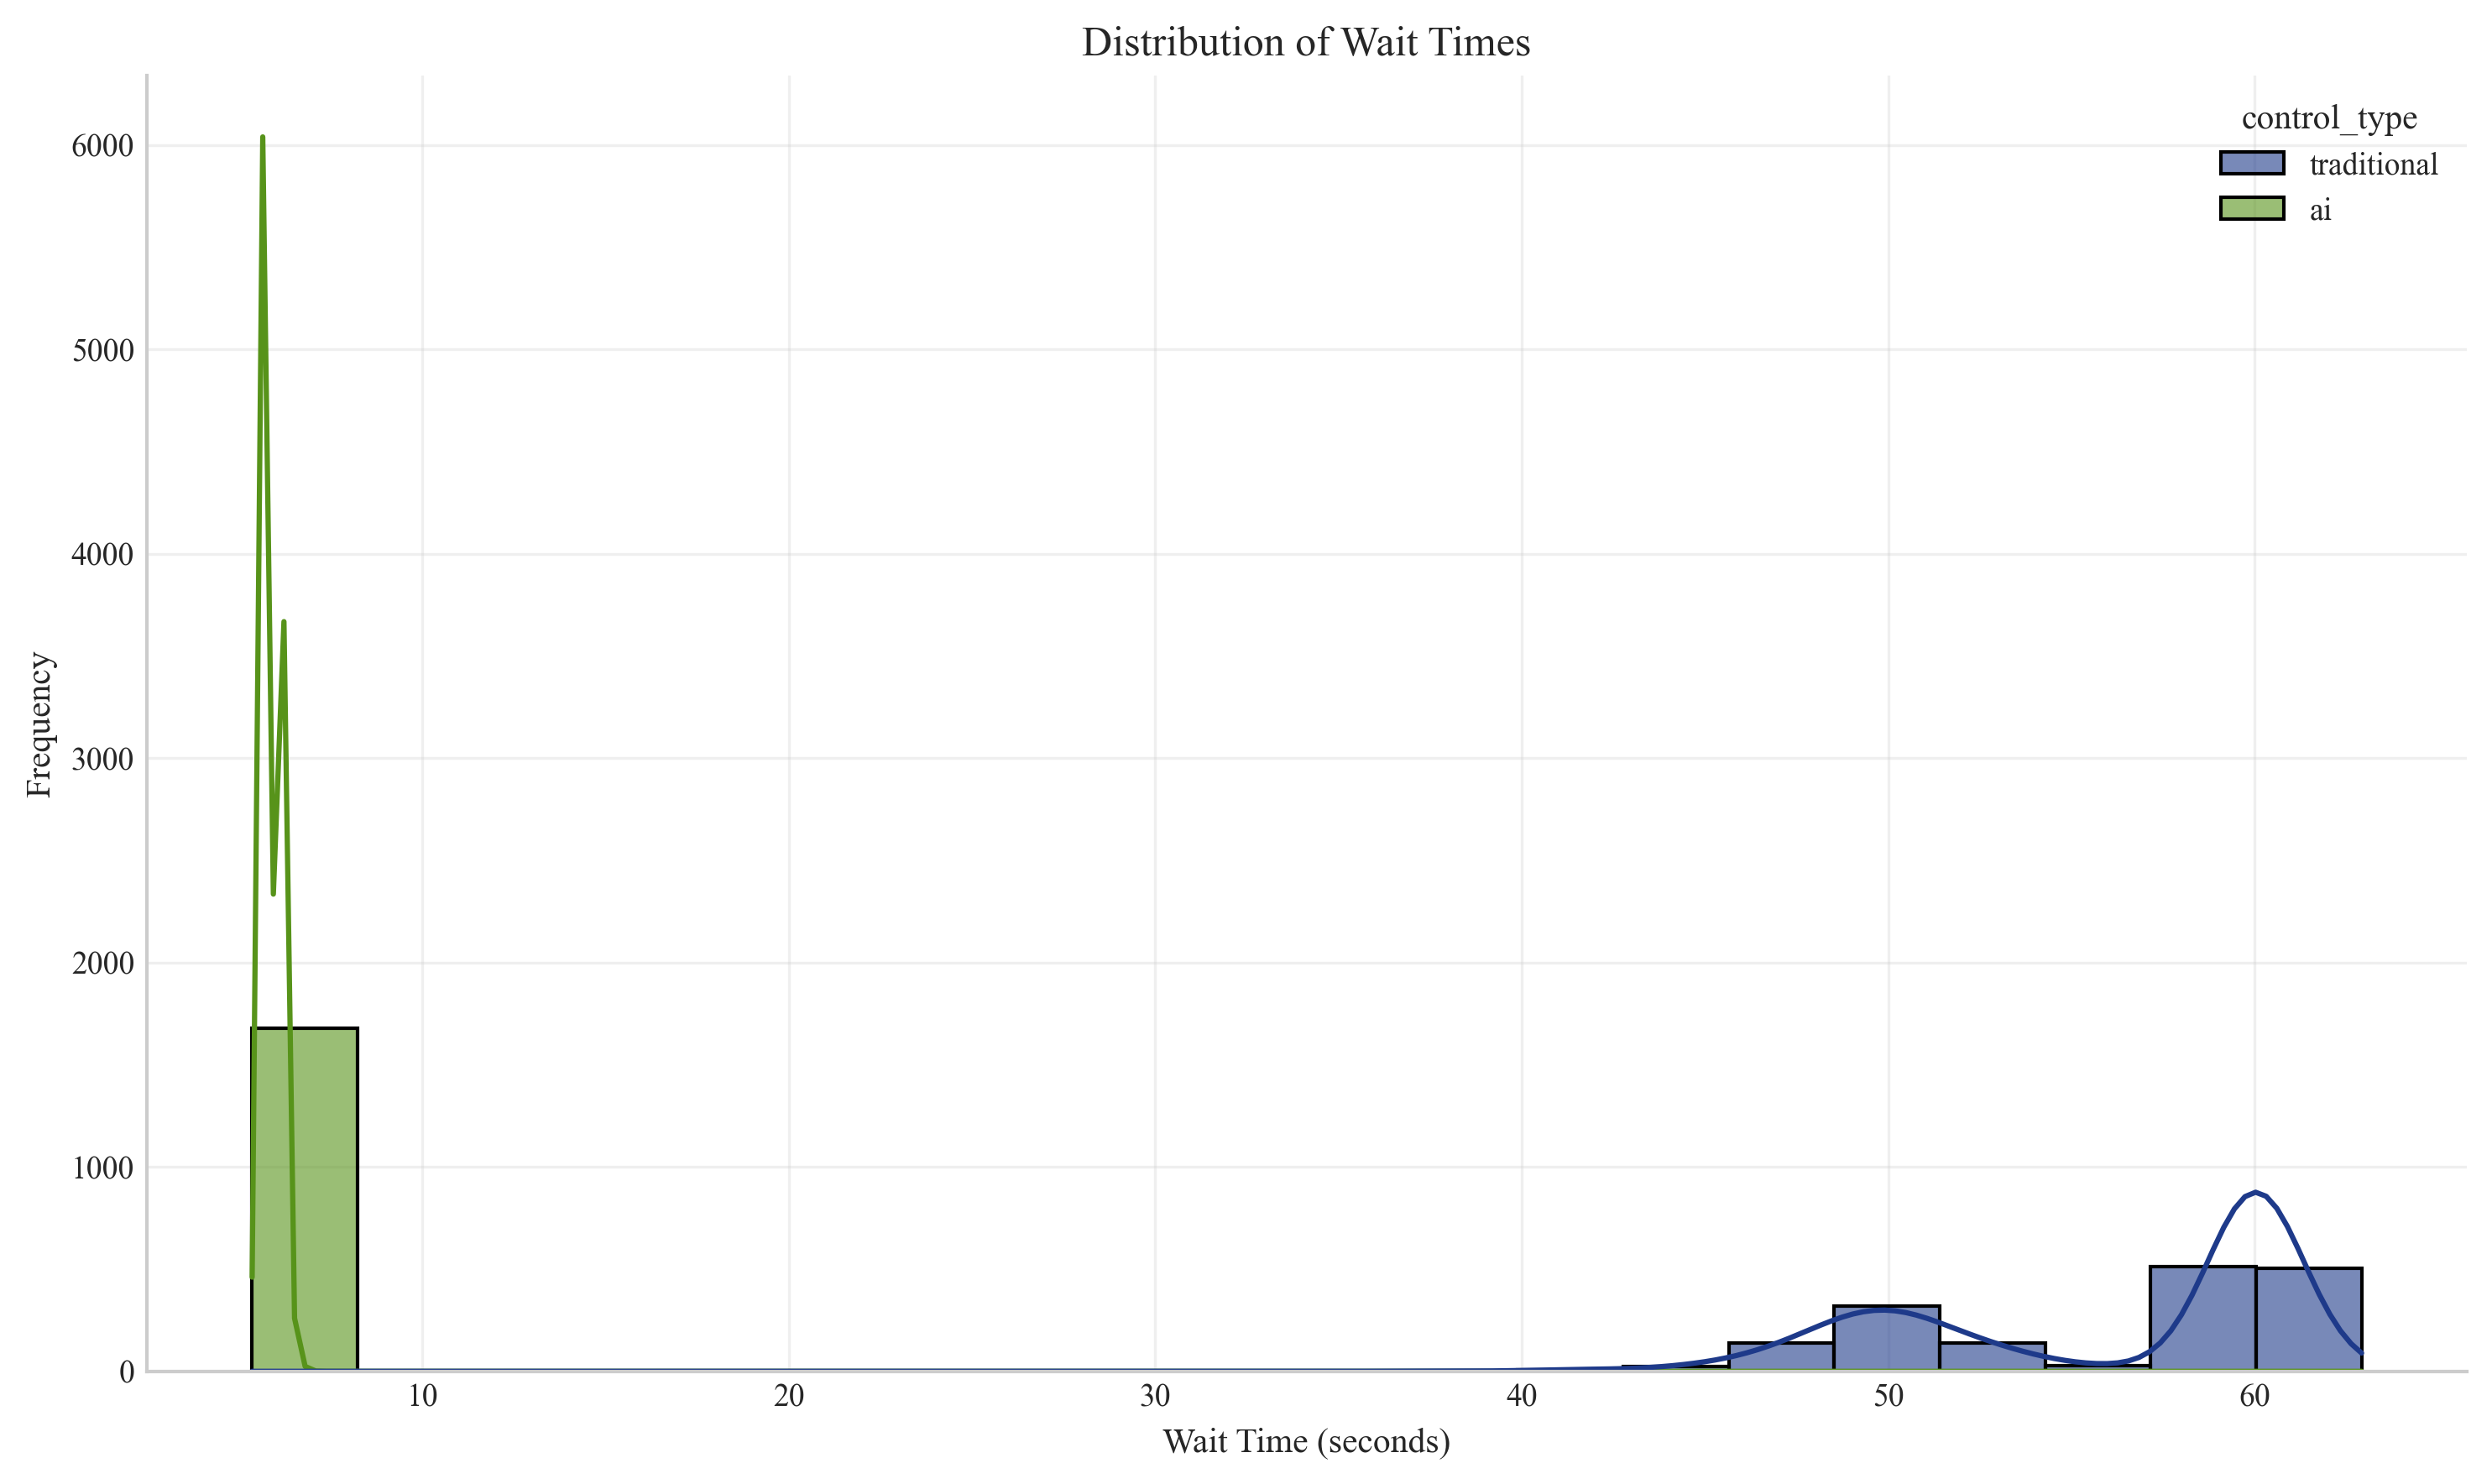 Distribution of Wait Times
control_type
traditional
ai
6000
5000
4000
3000
2000
1000
0
Frequency
10 20 30 40 50 60
Wait Time (seconds)